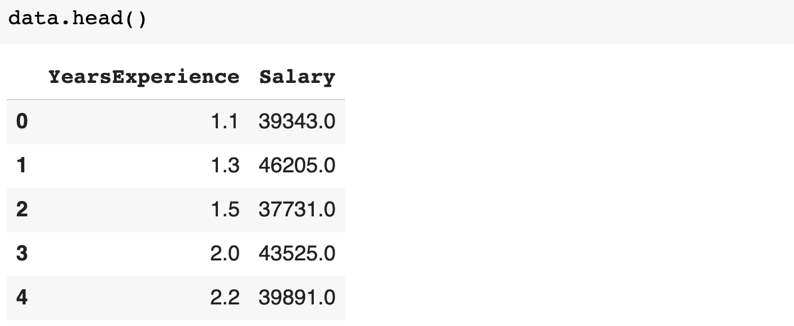 data.head()
YearsExperience Salary
0 1.1 39343.0
1 1.3 46205.0
2 1.5 37731.0
3 2.0 43525.0
4 2.2 39891.0